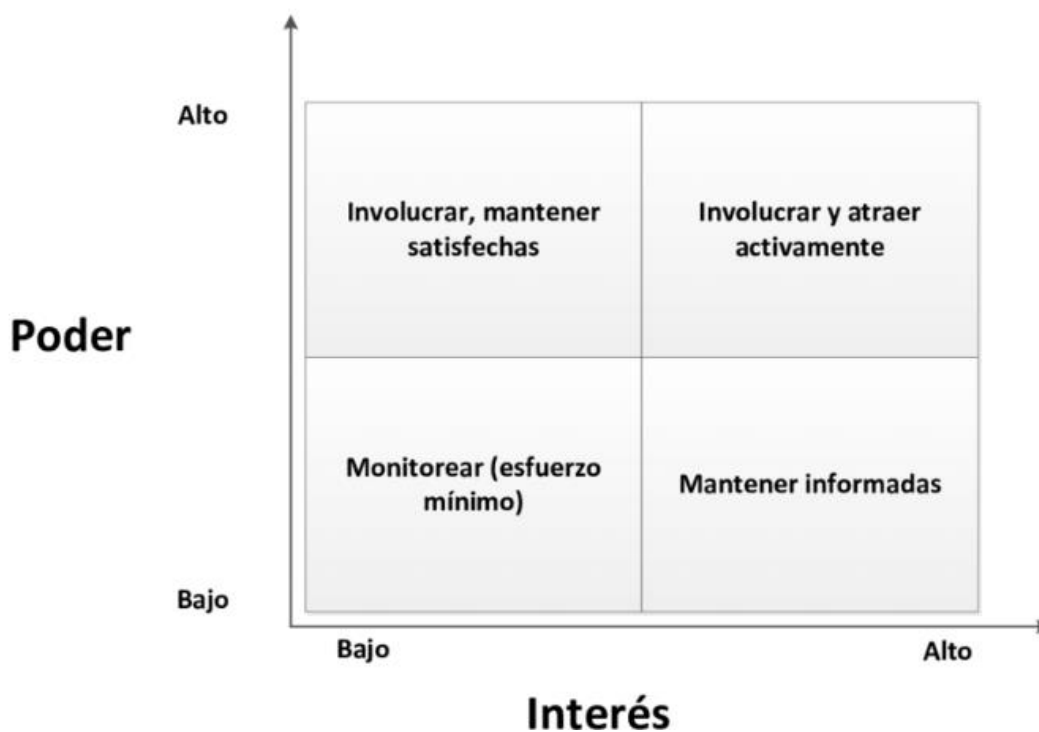 Alto
Involucrar, mantener
satisfechas
Involucrar y atraer
activamente
Poder
Monitorear (esfuerzo
mínimo)
Mantener informadas
Bajo
Bajo
Alto
Interés